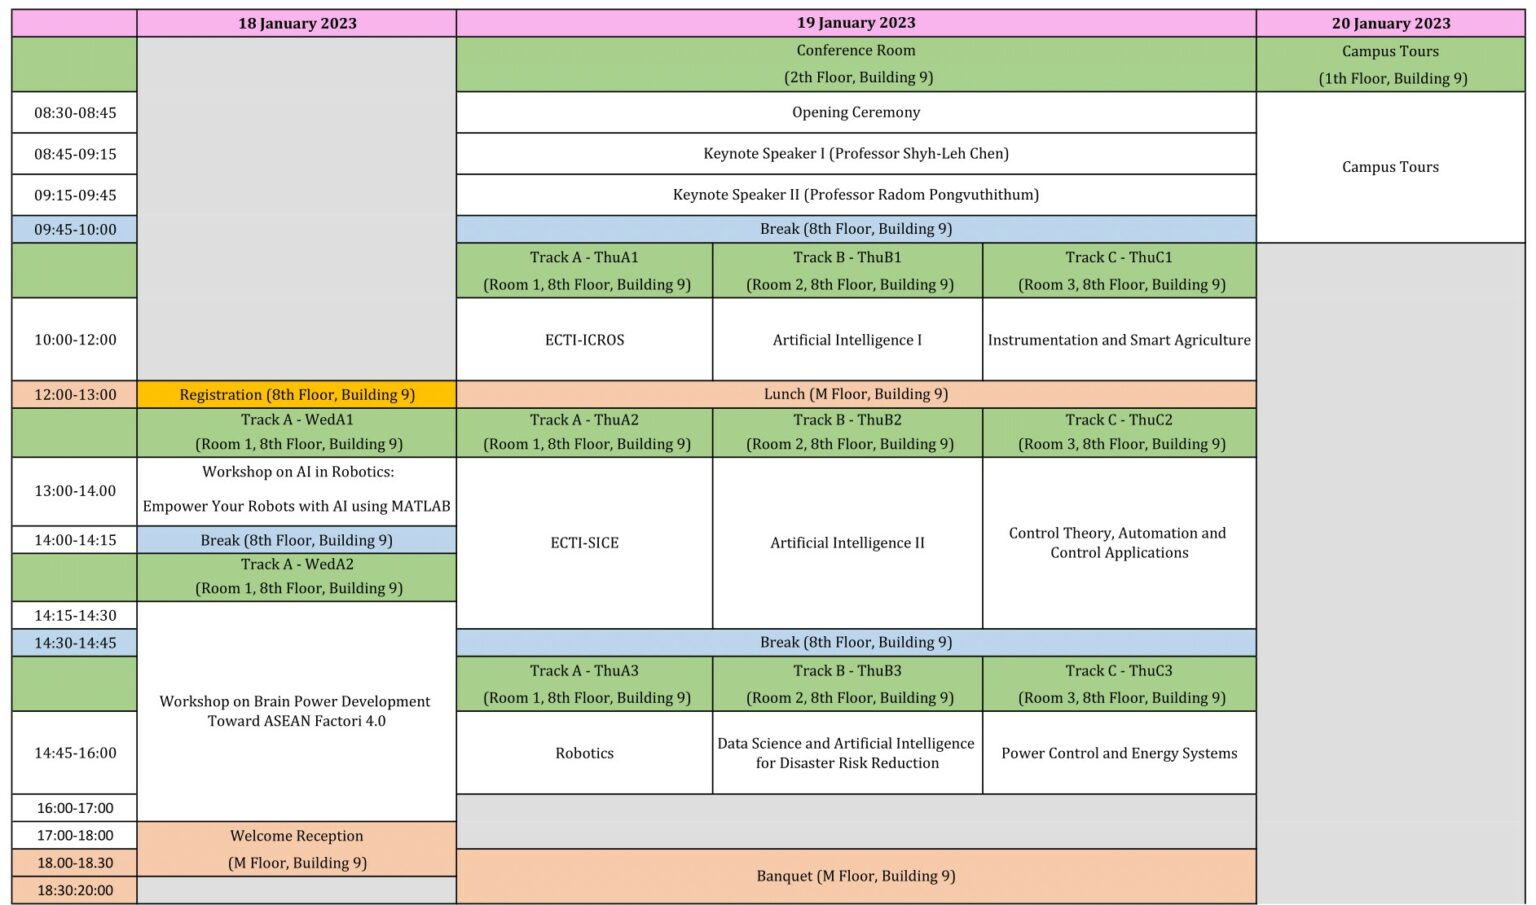 18 January 2023
19 January 2023
20 January 2023
Conference Room
(2th Floor, Building 9)
Campus Tours
(1th Floor, Building 9)
08:30-08:45
Opening Ceremony
Campus Tours
08:45-09:15
Keynote Speaker I (Professor Shyh-Leh Chen)
09:15-09:45
Keynote Speaker II (Professor Radom Pongvuthithum)
09:45-10:00
Break (8th Floor, Building 9)
Track A - ThuA1
(Room 1, 8th Floor, Building 9)
Track B - ThuB1
(Room 2, 8th Floor, Building 9)
Track C - ThuC1
(Room 3, 8th Floor, Building 9)
10:00-12:00
ECTI-ICROS
Artificial Intelligence I
Instrumentation and Smart Agriculture
12:00-13:00
Registration (8th Floor, Building 9)
Lunch (M Floor, Building 9)
Track A - WedA1
(Room 1, 8th Floor, Building 9)
Track A - ThuA2
(Room 1, 8th Floor, Building 9)
Track B - ThuB2
(Room 2, 8th Floor, Building 9)
Track C - ThuC2
(Room 3, 8th Floor, Building 9)
13:00-14.00
Workshop on AI in Robotics:
Empower Your Robots with AI using MATLAB
ECTI-SICE
Artificial Intelligence II
Control Theory, Automation and
Control Applications
14:00-14:15
Break (8th Floor, Building 9)
Track A - WedA2
(Room 1, 8th Floor, Building 9)
14:15-14:30
14:30-14:45
Break (8th Floor, Building 9)
Workshop on Brain Power Development
Toward ASEAN Factori 4.0
Track A - ThuA3
(Room 1, 8th Floor, Building 9)
Track B - ThuB3
(Room 2, 8th Floor, Building 9)
Track C - ThuC3
(Room 3, 8th Floor, Building 9)
14:45-16:00
Robotics
Data Science and Artificial Intelligence
for Disaster Risk Reduction
Power Control and Energy Systems
16:00-17:00
17:00-18:00
Welcome Reception
(M Floor, Building 9)
18.00-18.30
Banquet (M Floor, Building 9)
18:30:20:00